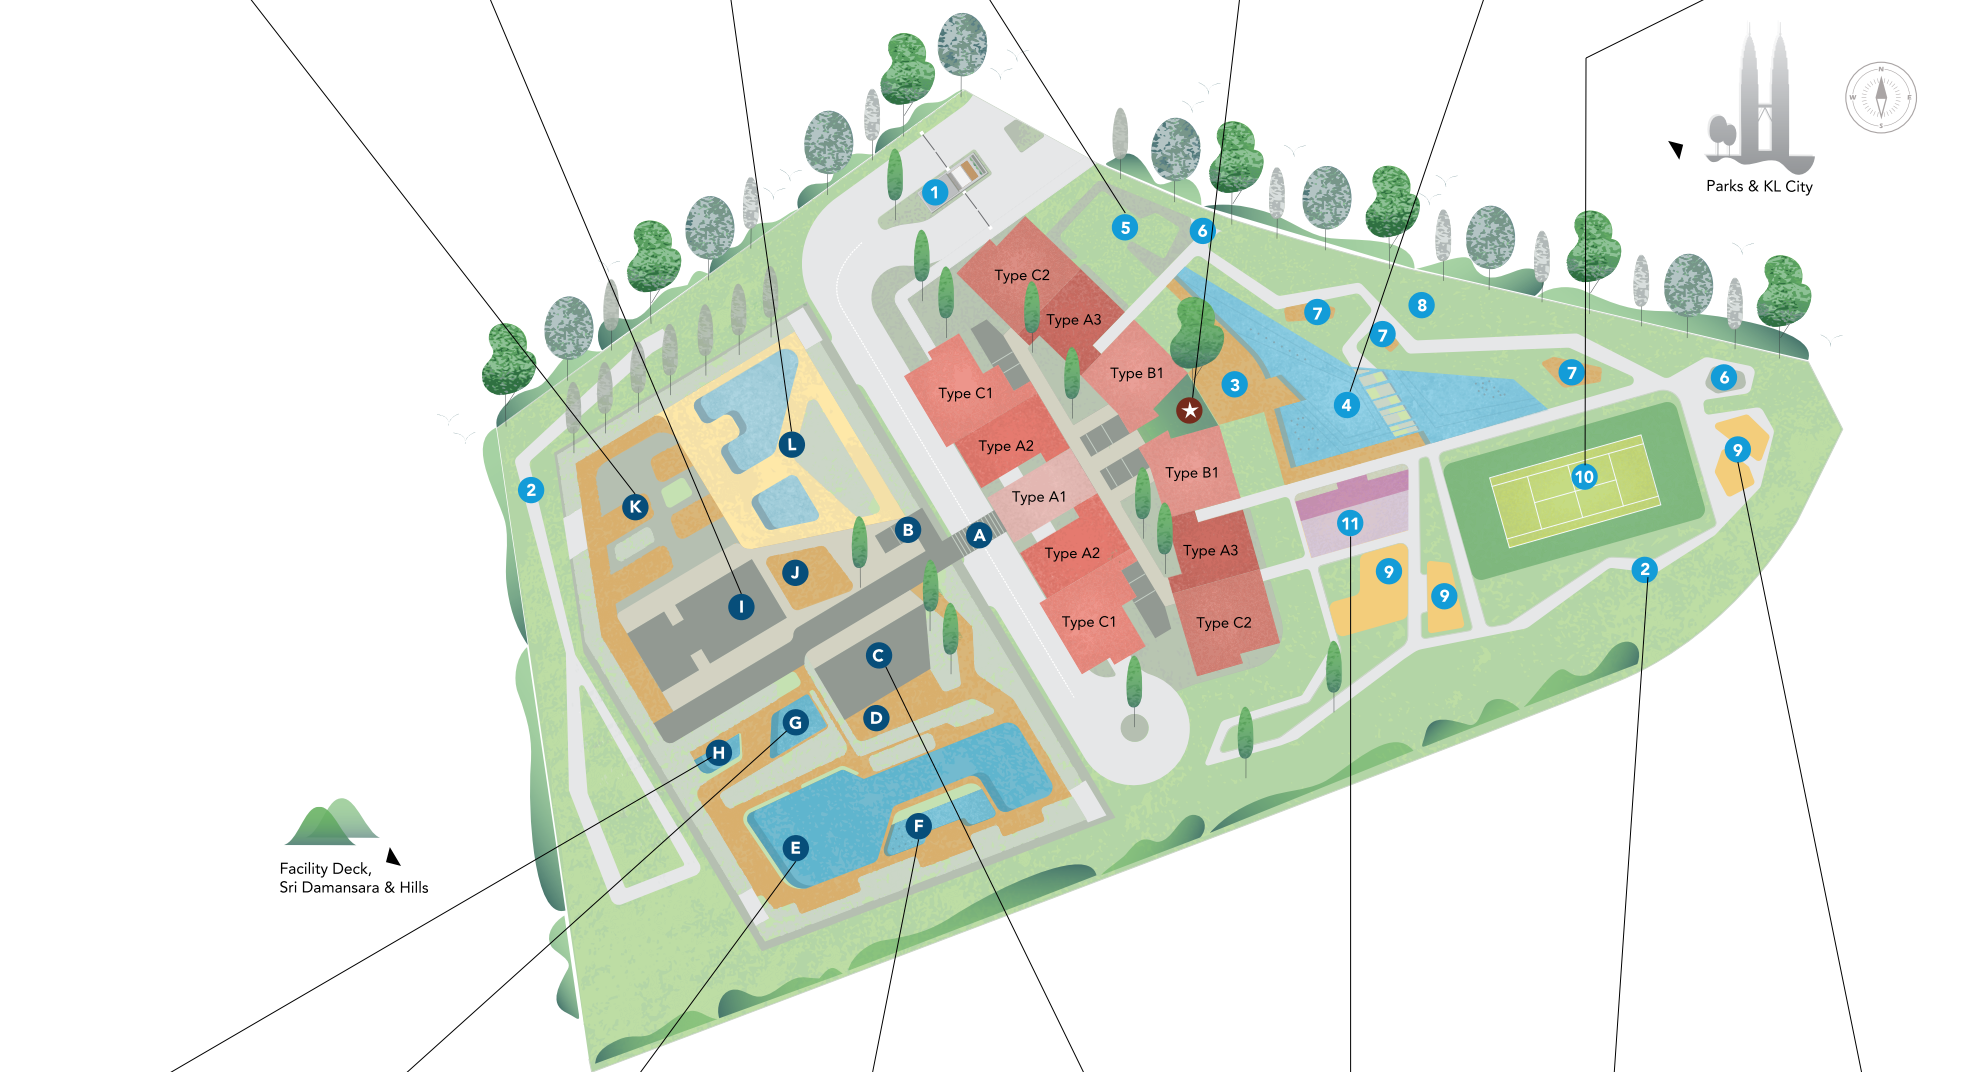 N
W
E
S
Parks & KL City
1
5
6
Type C2
Type A3
7
8
7
Type B1
7
6
3
4
Type C1
Type A2
L
9
Type B1
10
2
K
Type A1
11
B
A
Type A2
Type A3
J
9
2
9
I
Type C1
Type C2
C
D
G
H
E
F
Facility Deck,
Sri Damansara & Hills